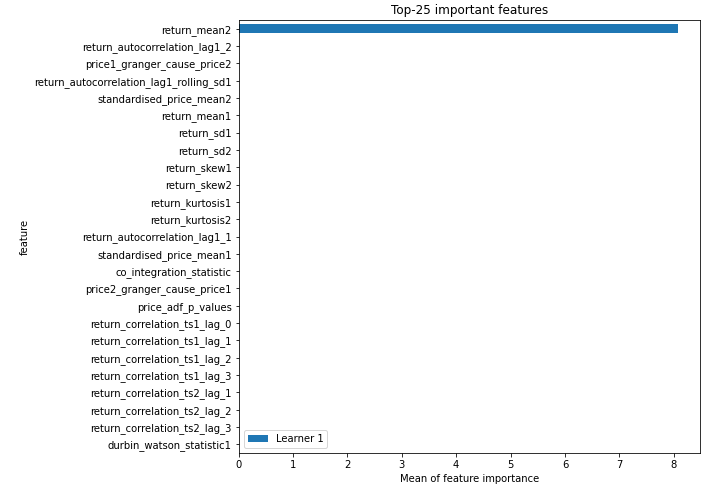 Top-25 important features
return_mean2
return_autocorrelation_lag1_2
price1_granger_cause_price2
return_autocorrelation_lag1_rolling_sd1
standardised_price_mean2
return_mean1
return_sd1
return_sd2
return_skew1
return_skew2
return_kurtosis1
return_kurtosis2
return_autocorrelation_lag1_1
standardised_price_mean1
co_integration_statistic
price2_granger_cause_price1
price_adf_p_values
return_correlation_ts1_lag_0
return_correlation_ts1_lag_1
return_correlation_ts1_lag_2
return_correlation_ts1_lag_3
return_correlation_ts2_lag_1
return_correlation_ts2_lag_2
return_correlation_ts2_lag_3
durbin_watson_statistic1
feature
Learner 1
0 1 2 3 4 5 6 7 8
Mean of feature importance